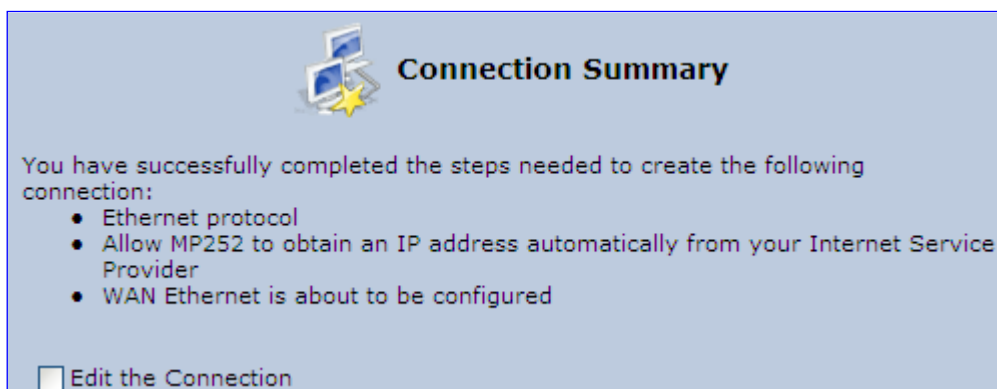 Connection Summary
You have successfully completed the steps needed to create the following
connection:
• Ethernet protocol
• Allow MP252 to obtain an IP address automatically from your Internet Service
Provider
• WAN Ethernet is about to be configured
Edit the Connection